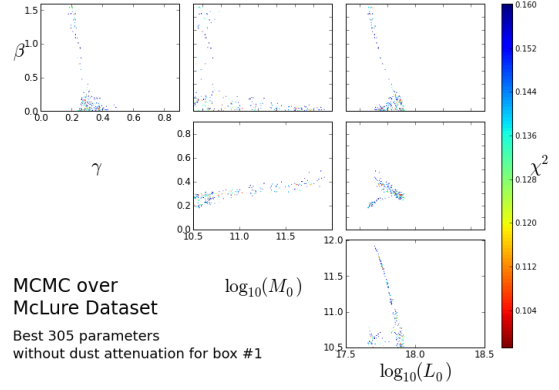 1.5
1.0
β
0.5
0.0
0.0 0.2 0.4 0.6 0.8
γ
0.8
0.6
0.4
0.2
0.0
10.5 11.0 11.5
log₁₀(M₀)
12.0
11.5
11.0
10.5
17.5 18.0 18.5
log₁₀(L₀)
0.160
0.152
0.144
0.136
χ²
0.128
0.120
0.112
0.104
MCMC over
McLure Dataset
Best 305 parameters
without dust attenuation for box #1